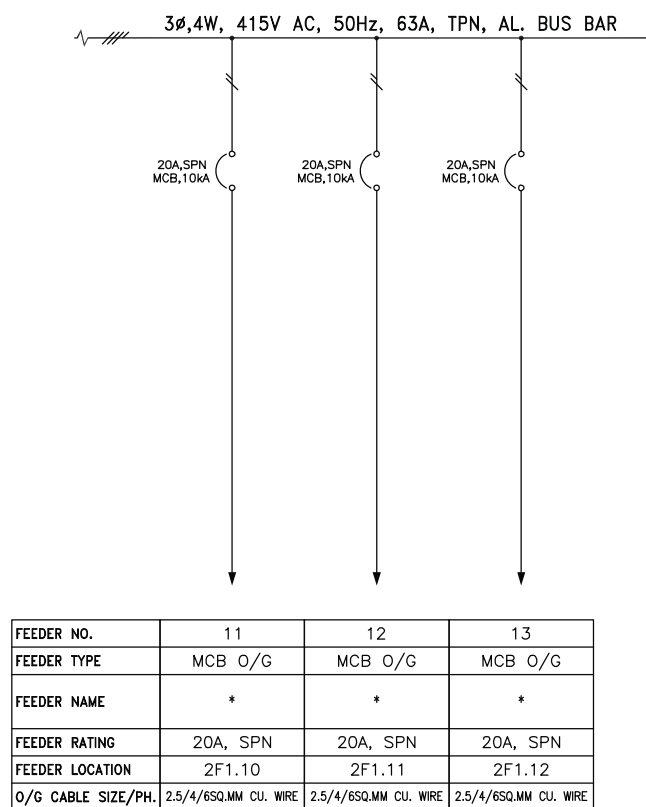 3ø,4W, 415V AC, 50Hz, 63A, TPN, AL. BUS BAR
20A,SPN
MCB,10kA
20A,SPN
MCB,10kA
20A,SPN
MCB,10kA
FEEDER NO. 11 12 13
FEEDER TYPE MCB O/G MCB O/G MCB O/G
FEEDER NAME * * *
FEEDER RATING 20A, SPN 20A, SPN 20A, SPN
FEEDER LOCATION 2F1.10 2F1.11 2F1.12
O/G CABLE SIZE/PH. 2.5/4/6SQ.MM CU. WIRE 2.5/4/6SQ.MM CU. WIRE 2.5/4/6SQ.MM CU. WIRE